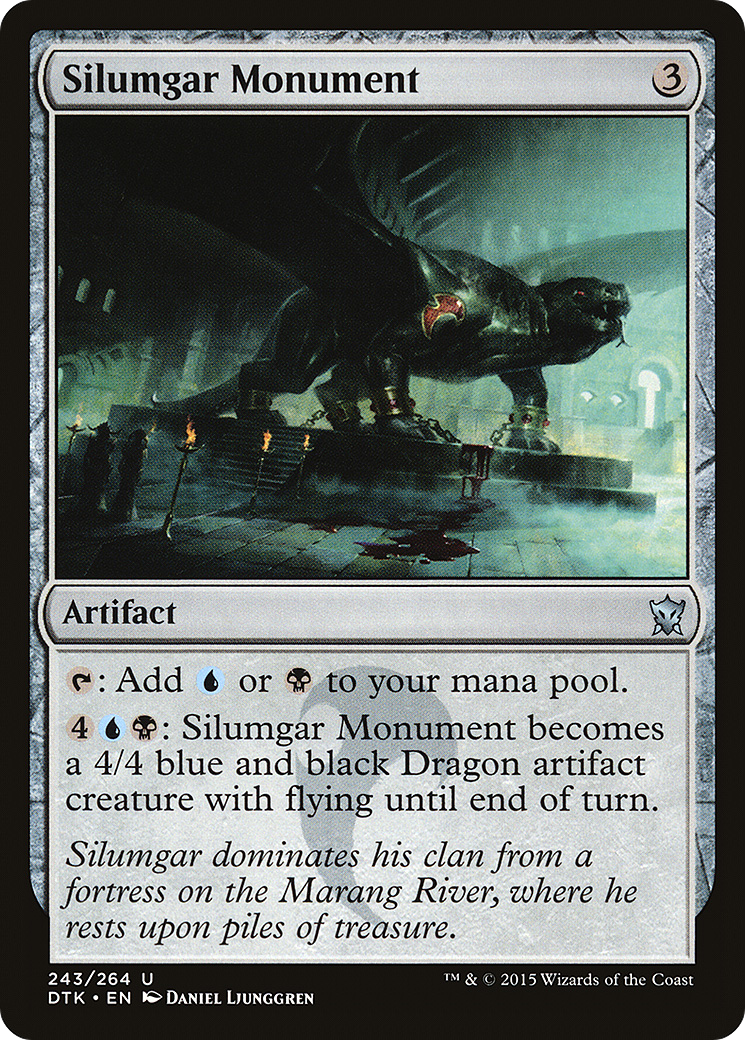 Silumgar Monument 3
Artifact
: Add or to your mana pool.
4 : Silumgar Monument becomes
a 4/4 blue and black Dragon artifact
creature with flying until end of turn.
Silumgar dominates his clan from a
fortress on the Marang River, where he
rests upon piles of treasure.
243/264 U
DTK • EN Daniel Ljunggren
™ & © 2015 Wizards of the Coast